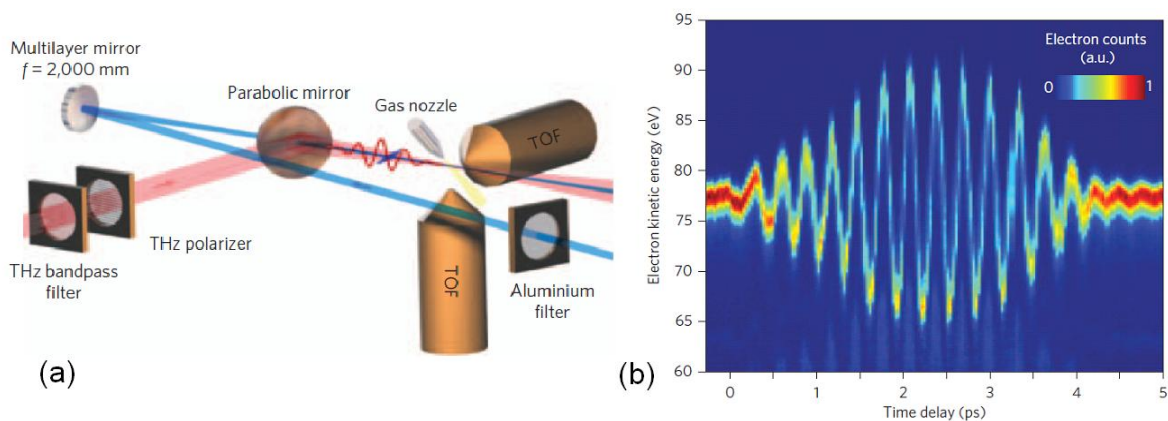 Multilayer mirror
f = 2,000 mm
Parabolic mirror
Gas nozzle
TOF
THz polarizer
THz bandpass
filter
TOF
Aluminium
filter
(a)
95
90
85
80
75
70
65
60
Electron kinetic energy (eV)
Electron counts
(a.u.)
0 1
0 1 2 3 4 5
Time delay (ps)
(b)